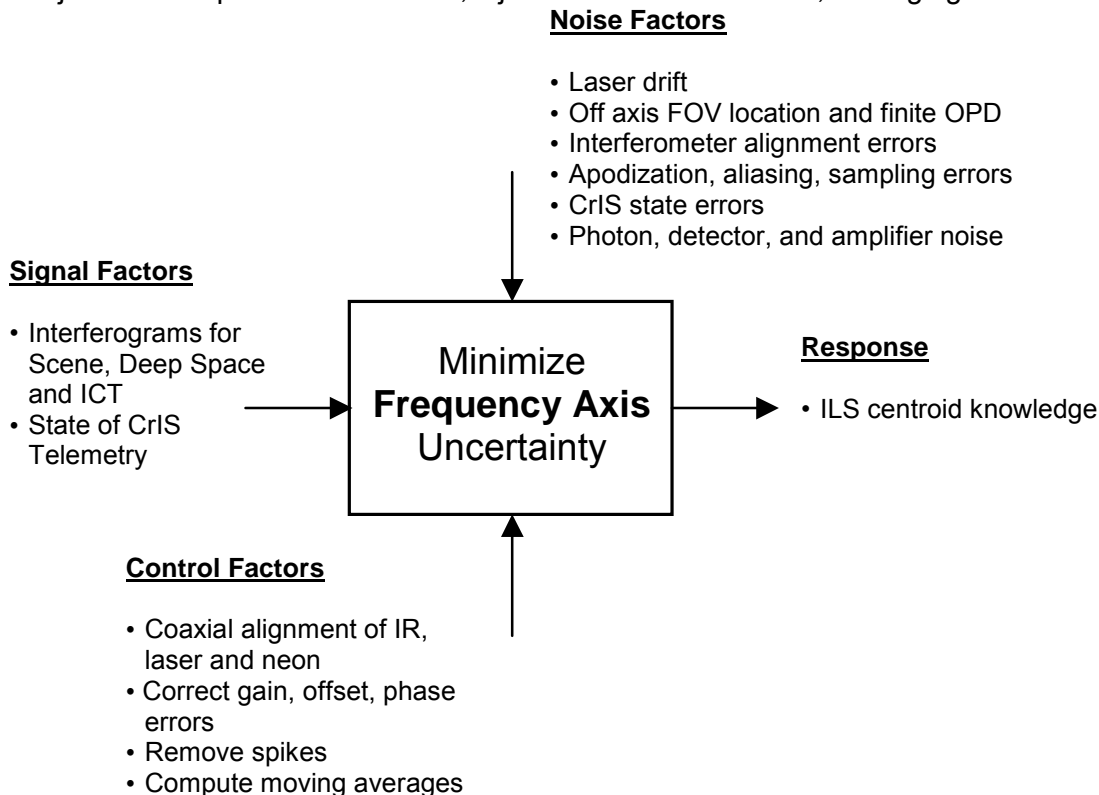 Noise Factors
• Laser drift
• Off axis FOV location and finite OPD
• Interferometer alignment errors
• Apodization, aliasing, sampling errors
• CrIS state errors
• Photon, detector, and amplifier noise
Signal Factors
• Interferograms for
Scene, Deep Space
and ICT
• State of CrIS
Telemetry
Minimize
Frequency Axis
Uncertainty
Response
• ILS centroid knowledge
Control Factors
• Coaxial alignment of IR,
laser and neon
• Correct gain, offset, phase
errors
• Remove spikes
• Compute moving averages